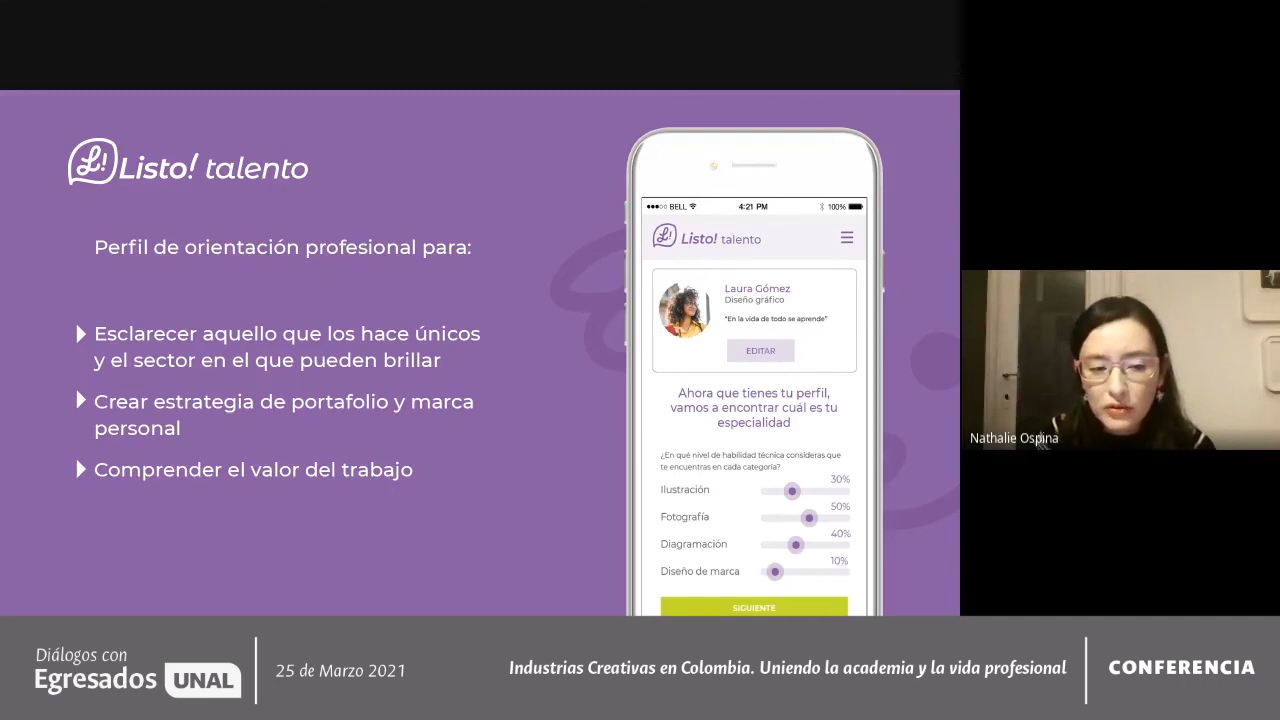 L! Listo! talento
Perfil de orientación profesional para:
Esclarecer aquello que los hace únicos
y el sector en el que pueden brillar
Crear estrategia de portafolio y marca
personal
Comprender el valor del trabajo
BELL 4:21 PM 100%
L! Listo! talento
Laura Gómez
Diseño gráfico
"En la vida de todo se aprende"
EDITAR
Ahora que tienes tu perfil,
vamos a encontrar cuál es tu
especialidad
¿En qué nivel de habilidad técnica consideras que
te encuentras en cada categoría?
Ilustración 30%
Fotografía 50%
Diagramación 40%
Diseño de marca 10%
SIGUIENTE
Nathalie Ospina
Diálogos con
Egresados UNAL
25 de Marzo 2021
Industrias Creativas en Colombia. Uniendo la academia y la vida profesional
CONFERENCIA